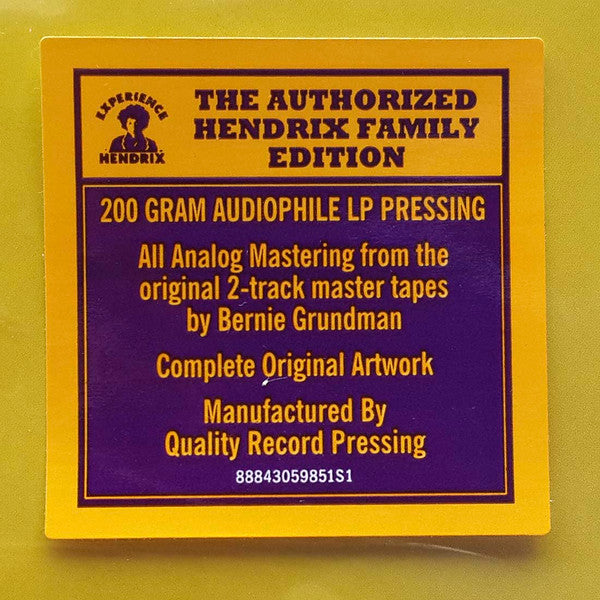 EXPERIENCE
HENDRIX
THE AUTHORIZED
HENDRIX FAMILY
EDITION
200 GRAM AUDIOPHILE LP PRESSING
All Analog Mastering from the
original 2-track master tapes
by Bernie Grundman
Complete Original Artwork
Manufactured By
Quality Record Pressing
88843059851S1